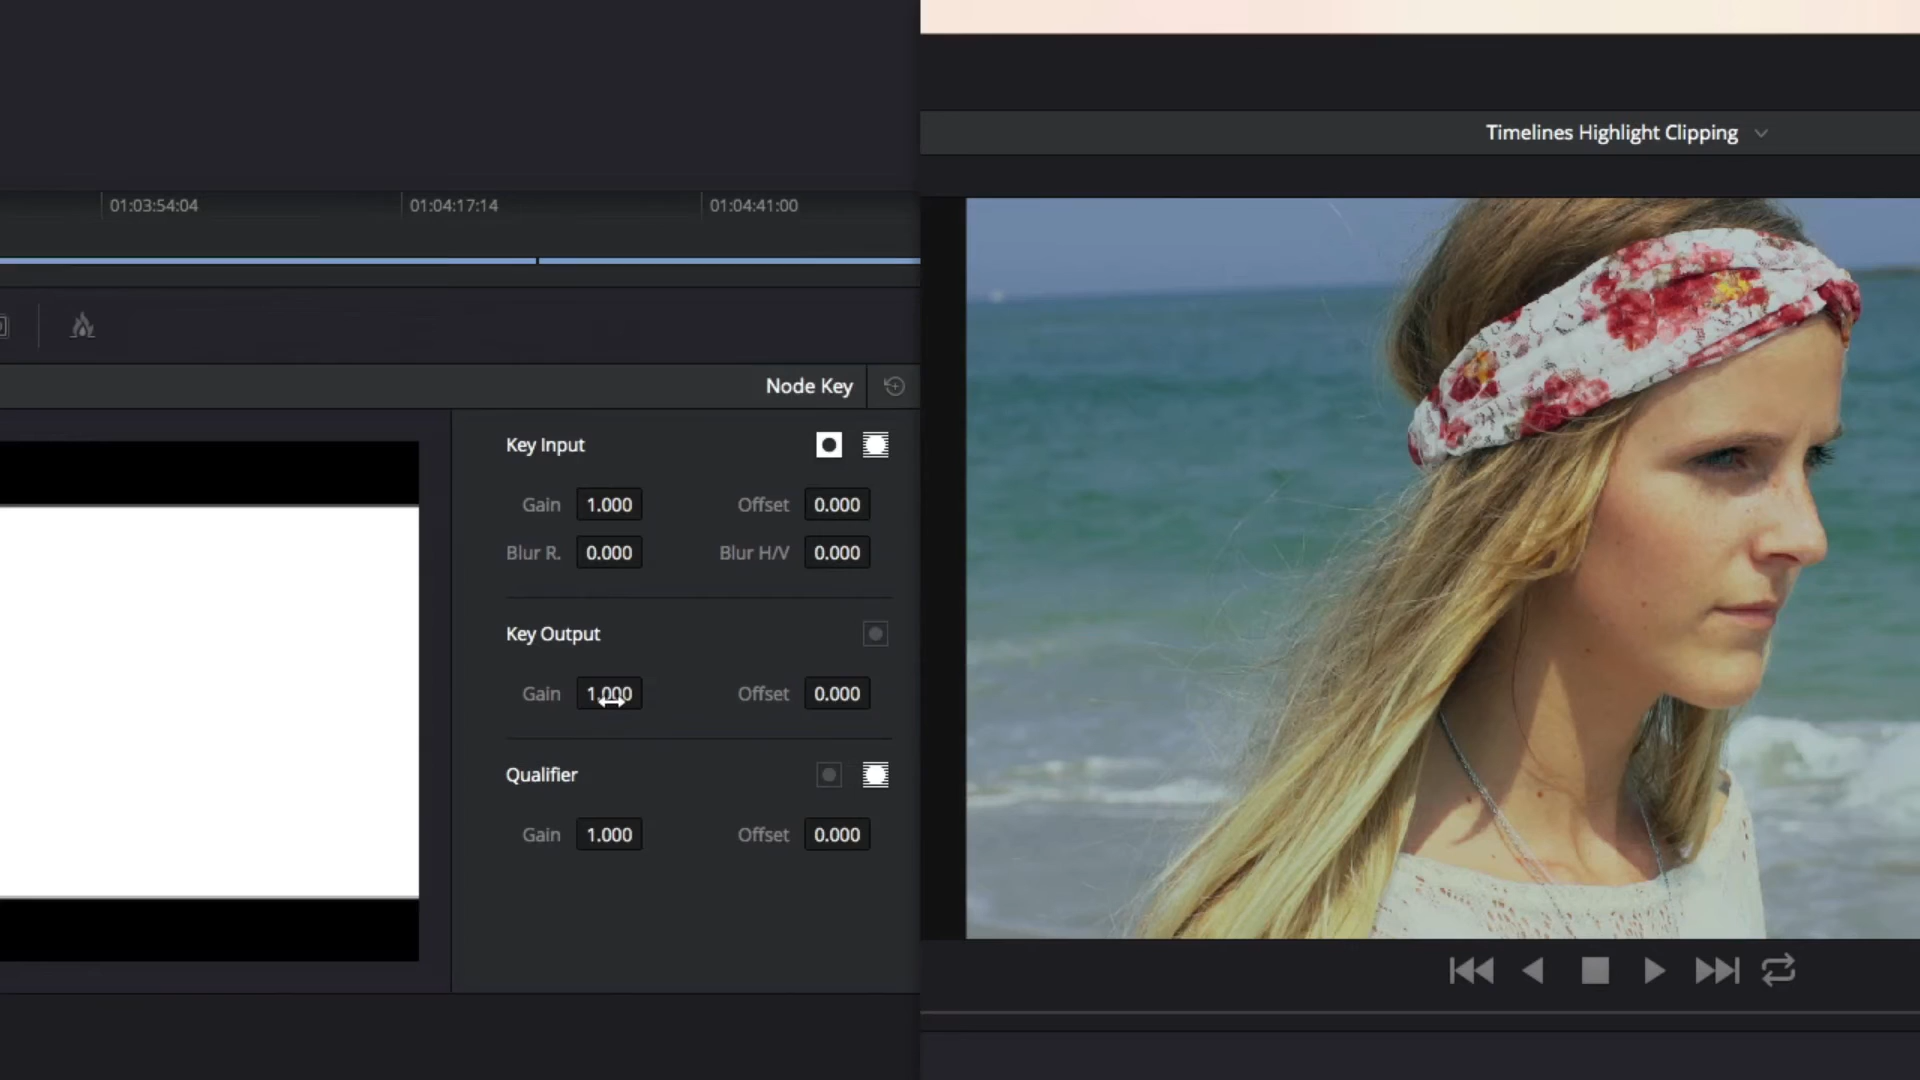 Timelines Highlight Clipping
01:03:54:04 01:04:17:14 01:04:41:00
Node Key
Key Input
Gain 1.000 Offset 0.000
Blur R. 0.000 Blur H/V 0.000
Key Output
Gain 1.000 Offset 0.000
Qualifier
Gain 1.000 Offset 0.000